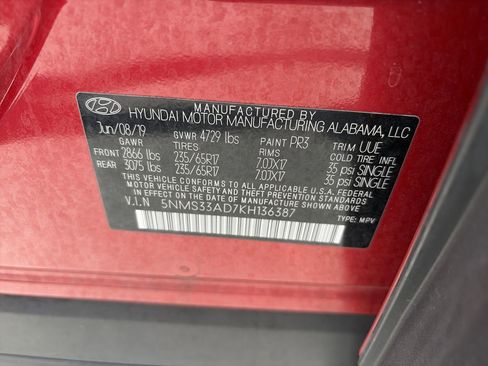 MANUFACTURED BY
HYUNDAI MOTOR MANUFACTURING ALABAMA, LLC
Jun/08/19 GVWR 4729 lbs PAINT PR3 TRIM UUE
GAWR TIRES RIMS COLD TIRE INFL
FRONT 2866 lbs 235/65R17 7.0JX17 35 psi SINGLE
REAR 3075 lbs 235/65R17 7.0JX17 35 psi SINGLE
THIS VEHICLE CONFORMS TO ALL APPLICABLE U.S.A. FEDERAL
MOTOR VEHICLE SAFETY BUMPER, AND THEFT PREVENTION
STANDARDS IN EFFECT ON THE DATE OF MANUFACTURE SHOWN ABOVE.
V.I.N 5NMS33AD7KH136387 TYPE: MPV